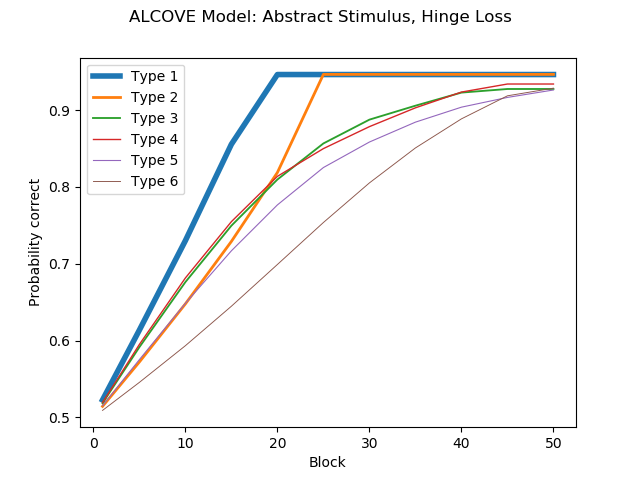 ALCOVE Model: Abstract Stimulus, Hinge Loss
Type 1
Type 2
Type 3
Type 4
Type 5
Type 6
Probability correct
0.9
0.8
0.7
0.6
0.5
0
10
20
30
40
50
Block